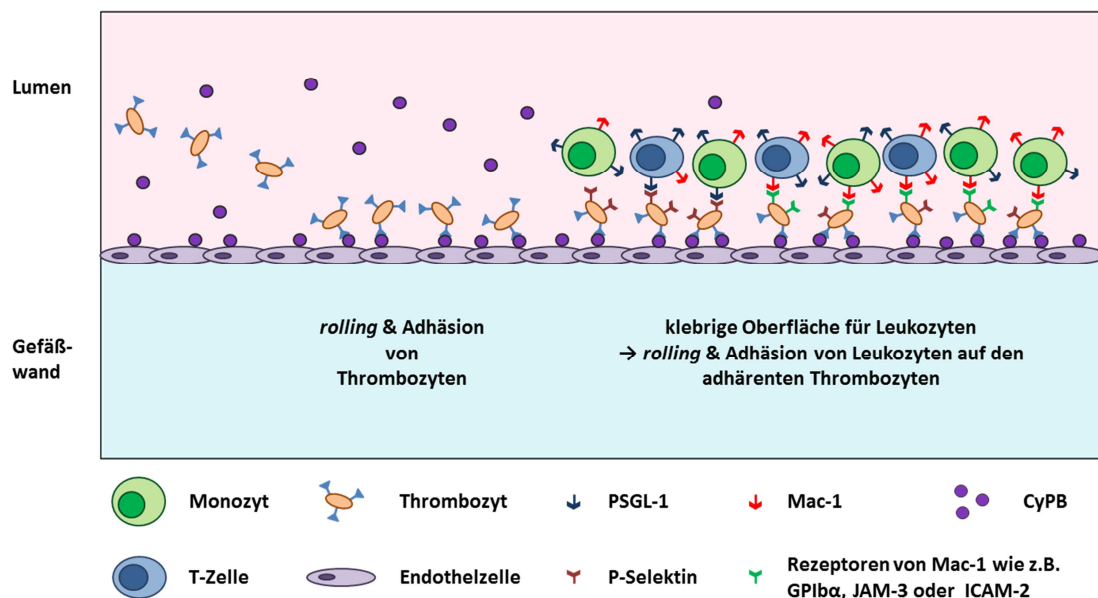 Lumen
Gefäß-
wand
rolling & Adhäsion
von
Thrombozyten
klebrige Oberfläche für Leukozyten
→ rolling & Adhäsion von Leukozyten auf den
adhärenten Thrombozyten
Monozyt
Thrombozyt
PSGL-1
Mac-1
CyPB
T-Zelle
Endothelzelle
P-Selektin
Rezeptoren von Mac-1 wie z.B.
GPIbα, JAM-3 oder ICAM-2